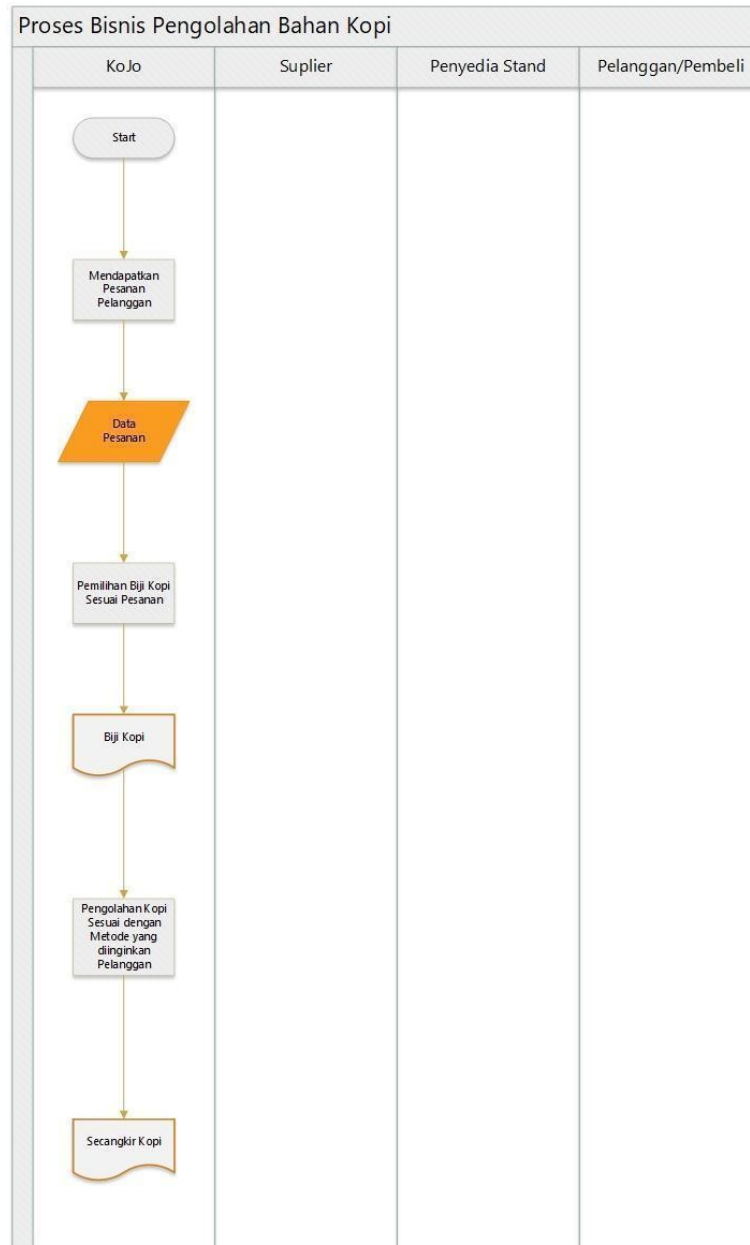 Proses Bisnis Pengolahan Bahan Kopi
KoJo
Suplier
Penyedia Stand
Pelanggan/Pembeli
Start
Mendapatkan
Pesanan
Pelanggan
Data
Pesanan
Pemilihan Biji Kopi
Sesuai Pesanan
Biji Kopi
Pengolahan Kopi
Sesuai dengan
Metode yang
diinginkan
Pelanggan
Secangkir Kopi